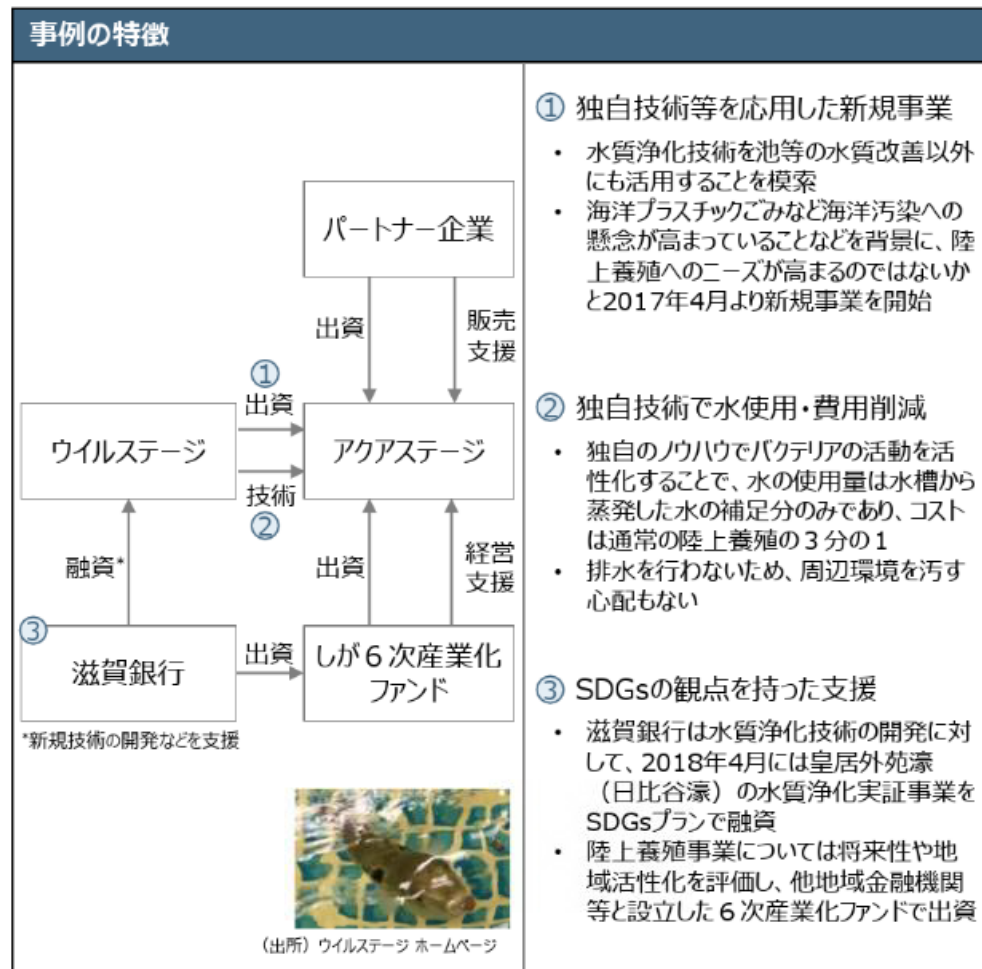 事例の特徴
パートナー企業
出資
販売
支援
①
出資
ウイルステージ
アクアステージ
技術
②
融資*
出資
経営
支援
③
滋賀銀行
出資
しが6次産業化
ファンド
*新規技術の開発などを支援
(出所)ウイルステージ ホームページ
① 独自技術等を応用した新規事業
・ 水質浄化技術を池等の水質改善以外
にも活用することを模索
・ 海洋プラスチックごみなど海洋汚染への
懸念が高まっていることなどを背景に、陸
上養殖へのニーズが高まるのではないか
と2017年4月より新規事業を開始
② 独自技術で水使用・費用削減
・ 独自のノウハウでバクテリアの活動を活
性化することで、水の使用量は水槽から
蒸発した水の補足分のみであり、コスト
は通常の陸上養殖の3分の1
・ 排水を行わないため、周辺環境を汚す
心配もない
③ SDGsの観点を持った支援
・ 滋賀銀行は水質浄化技術の開発に対
して、2018年4月には皇居外苑濠
(日比谷濠)の水質浄化実証事業を
SDGsプランで融資
・ 陸上養殖事業については将来性や地
域活性化を評価し、他地域金融機関
等と設立した6次産業化ファンドで出資